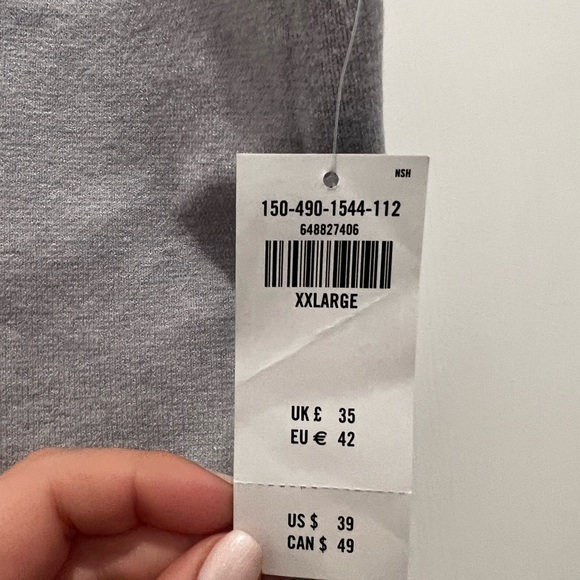 NSH
150-490-1544-112
648827406
XXLARGE
UK £ 35
EU € 42
US $ 39
CAN $ 49